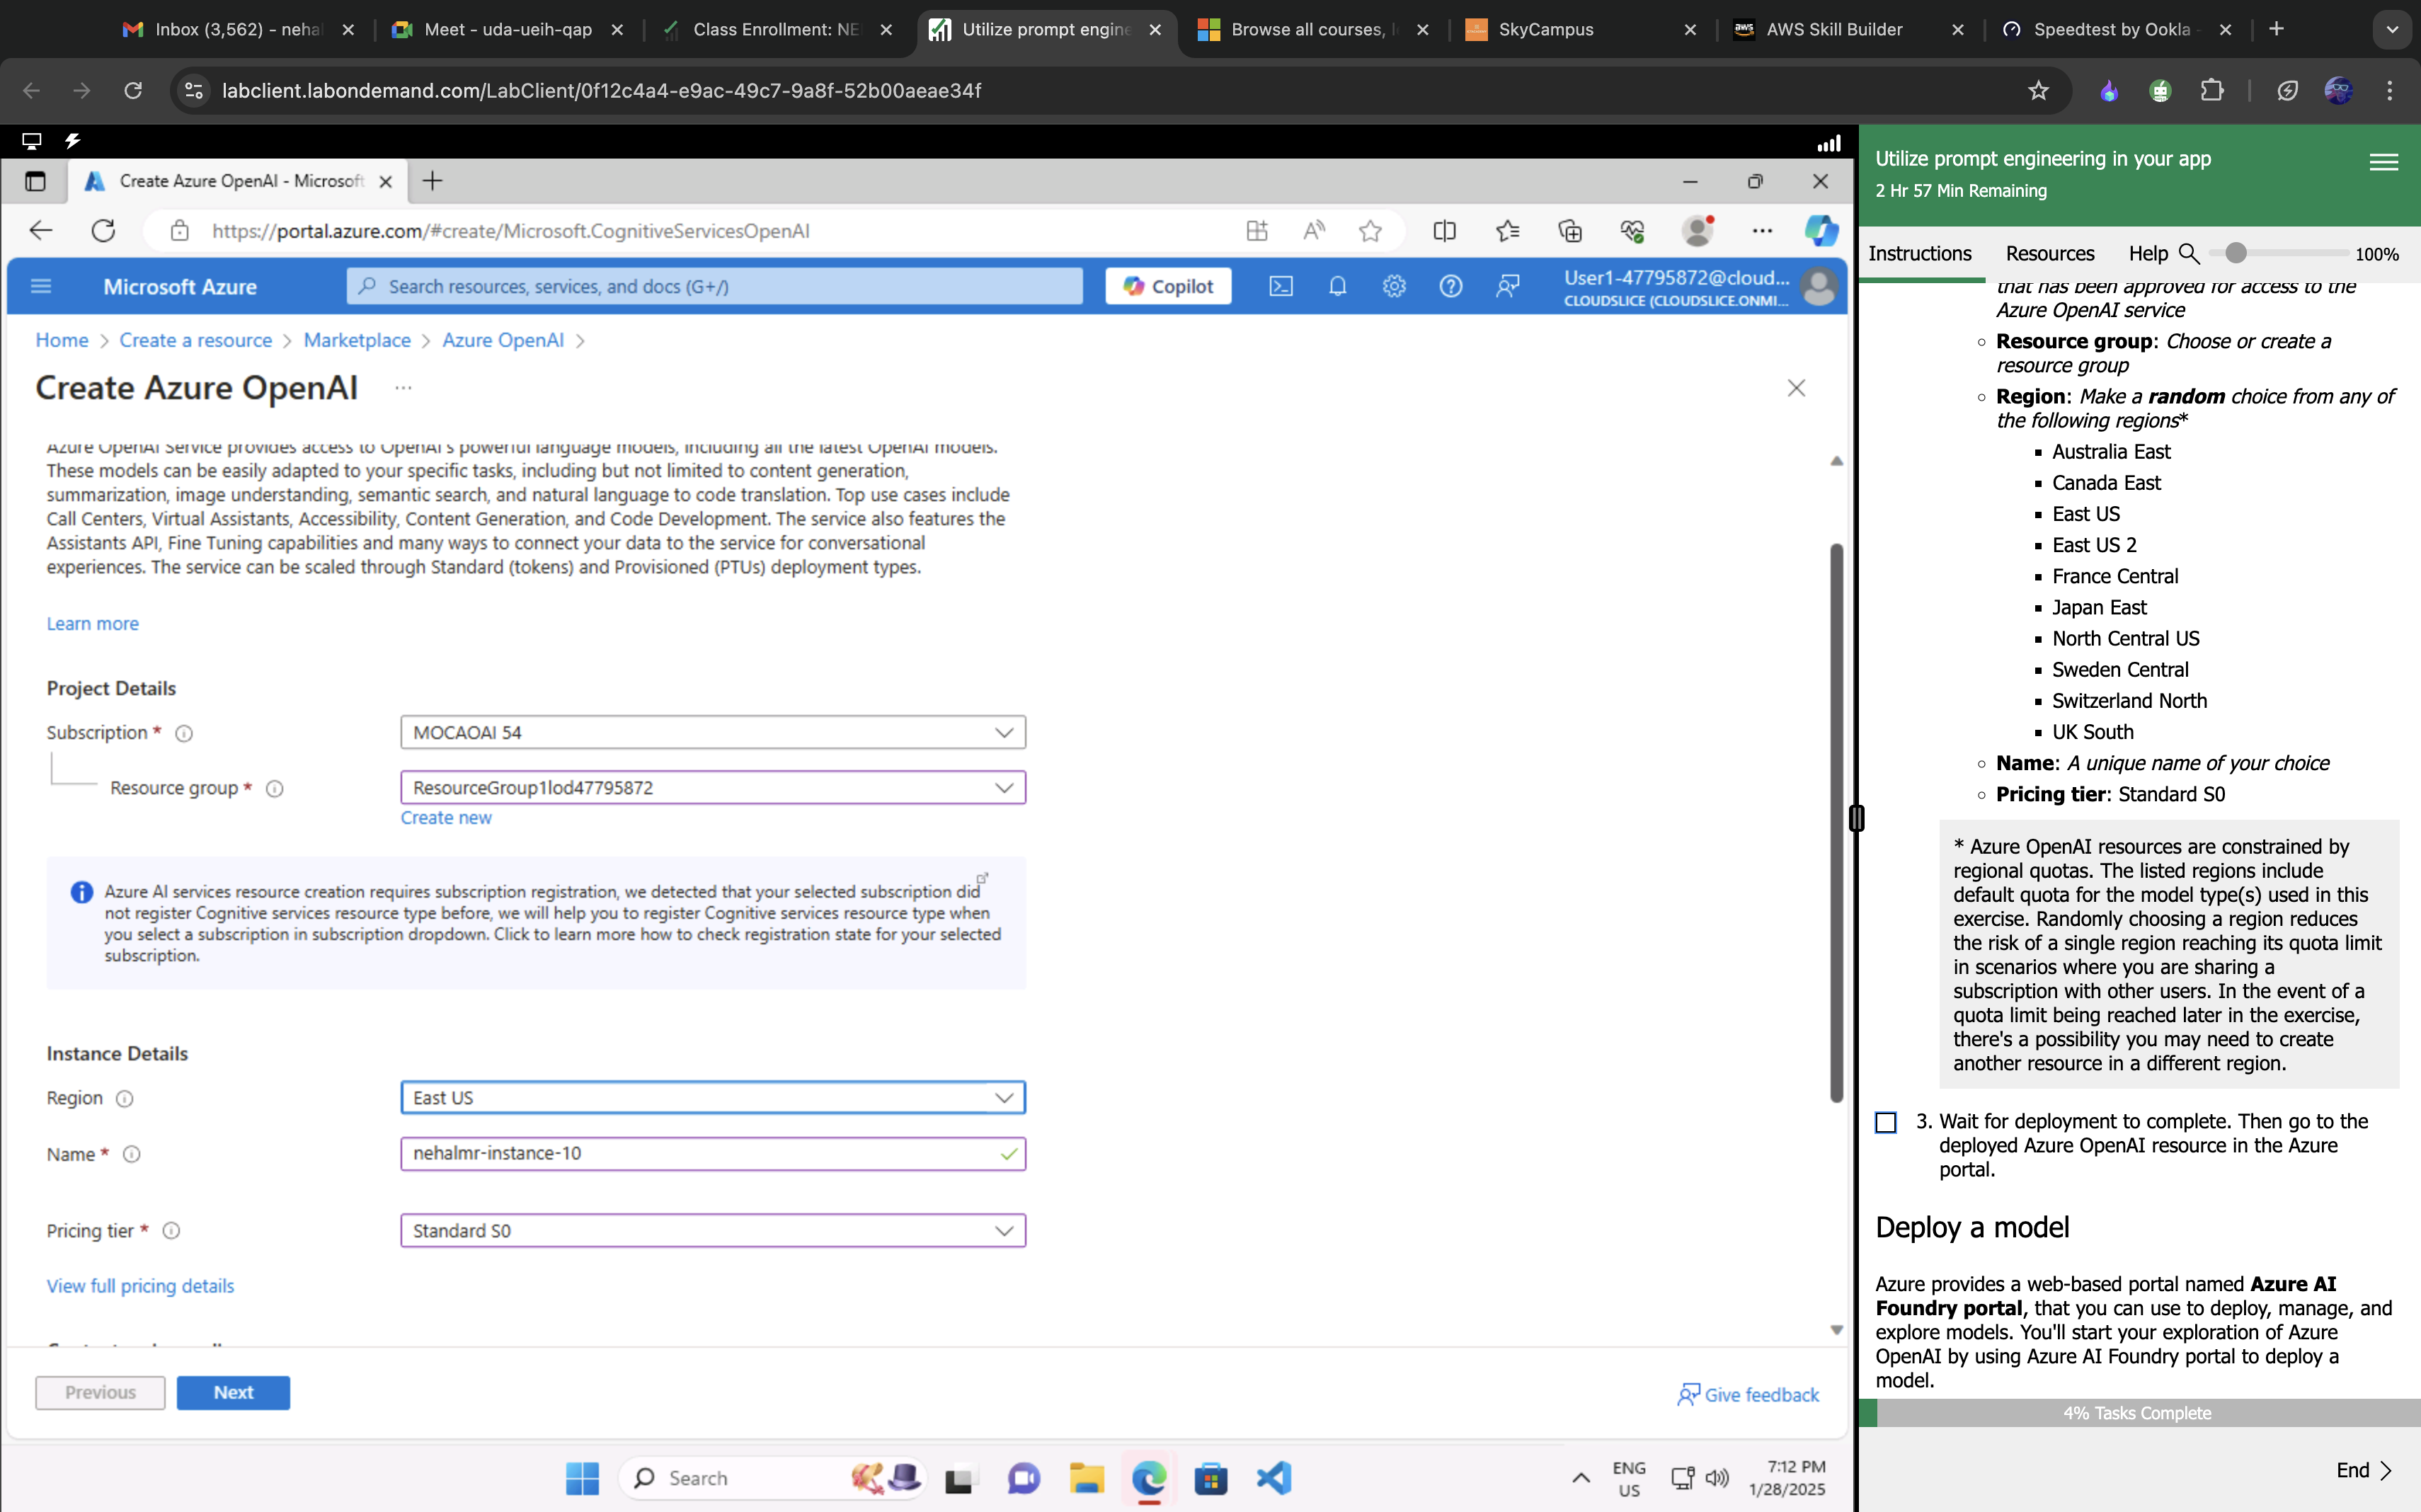 Inbox (3,562) - neha
Meet - uda-ueih-qap
Class Enrollment: NE
Utilize prompt engine
Browse all courses, l
SkyCampus
AWS Skill Builder
Speedtest by Ookla -
labclient.labondemand.com/LabClient/0f12c4a4-e9ac-49c7-9a8f-52b00aeae34f
Create Azure OpenAI - Microsoft
https://portal.azure.com/#create/Microsoft.CognitiveServicesOpenAI
Microsoft Azure
Search resources, services, and docs (G+/)
Copilot
User1-47795872@cloud...
CLOUDSLICE (CLOUDSLICE.ONMI...
Home > Create a resource > Marketplace > Azure OpenAI >
Create Azure OpenAI ...
Azure OpenAI Service provides access to OpenAI's powerful language models, including all the latest OpenAI models.
These models can be easily adapted to your specific tasks, including but not limited to content generation,
summarization, image understanding, semantic search, and natural language to code translation. Top use cases include
Call Centers, Virtual Assistants, Accessibility, Content Generation, and Code Development. The service also features the
Assistants API, Fine Tuning capabilities and many ways to connect your data to the service for conversational
experiences. The service can be scaled through Standard (tokens) and Provisioned (PTUs) deployment types.
Learn more
Project Details
Subscription *
MOCAOAI 54
Resource group *
ResourceGroup1lod47795872
Create new
Azure AI services resource creation requires subscription registration, we detected that your selected subscription did
not register Cognitive services resource type before, we will help you to register Cognitive services resource type when
you select a subscription in subscription dropdown. Click to learn more how to check registration state for your selected
subscription.
Instance Details
Region
East US
Name *
nehalmr-instance-10
Pricing tier *
Standard S0
View full pricing details
Previous
Next
Give feedback
Search
ENG
US
7:12 PM
1/28/2025
Utilize prompt engineering in your app
2 Hr 57 Min Remaining
Instructions
Resources
Help
100%
that has been approved for access to the
Azure OpenAI service
Resource group: Choose or create a
resource group
Region: Make a random choice from any of
the following regions*
Australia East
Canada East
East US
East US 2
France Central
Japan East
North Central US
Sweden Central
Switzerland North
UK South
Name: A unique name of your choice
Pricing tier: Standard S0
* Azure OpenAI resources are constrained by
regional quotas. The listed regions include
default quota for the model type(s) used in this
exercise. Randomly choosing a region reduces
the risk of a single region reaching its quota limit
in scenarios where you are sharing a
subscription with other users. In the event of a
quota limit being reached later in the exercise,
there's a possibility you may need to create
another resource in a different region.
3. Wait for deployment to complete. Then go to the
deployed Azure OpenAI resource in the Azure
portal.
Deploy a model
Azure provides a web-based portal named Azure AI
Foundry portal, that you can use to deploy, manage, and
explore models. You'll start your exploration of Azure
OpenAI by using Azure AI Foundry portal to deploy a
model.
4% Tasks Complete
End